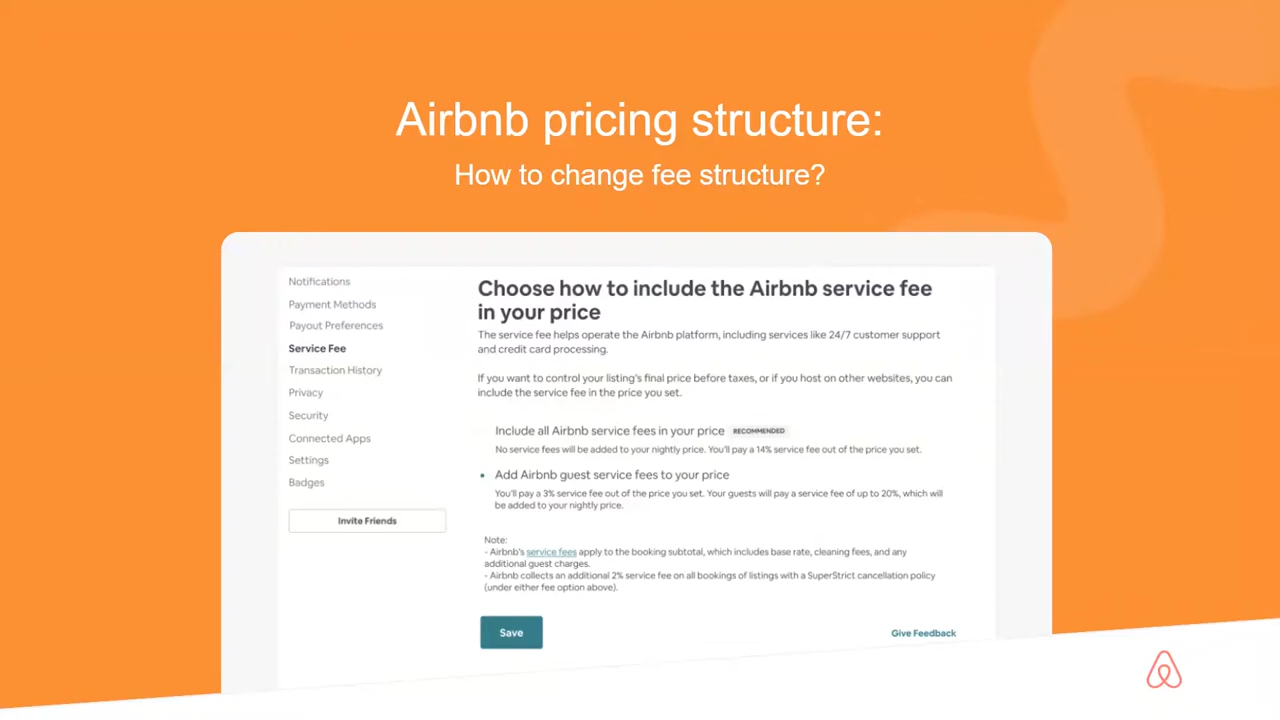 Airbnb pricing structure:
How to change fee structure?
Notifications
Payment Methods
Payout Preferences
Service Fee
Transaction History
Privacy
Security
Connected Apps
Settings
Badges
Invite Friends
Choose how to include the Airbnb service fee
in your price
The service fee helps operate the Airbnb platform, including services like 24/7 customer support
and credit card processing.
If you want to control your listing's final price before taxes, or if you host on other websites, you can
include the service fee in the price you set.
Include all Airbnb service fees in your price RECOMMENDED
No service fees will be added to your nightly price. You'll pay a 14% service fee out of the price you set.
Add Airbnb guest service fees to your price
You'll pay a 3% service fee out of the price you set. Your guests will pay a service fee of up to 20%, which will
be added to your nightly price.
Note:
- Airbnb's service fees apply to the booking subtotal, which includes base rate, cleaning fees, and any
additional guest charges.
- Airbnb collects an additional 2% service fee on all bookings of listings with a SuperStrict cancellation policy
(under either fee option above).
Save
Give Feedback